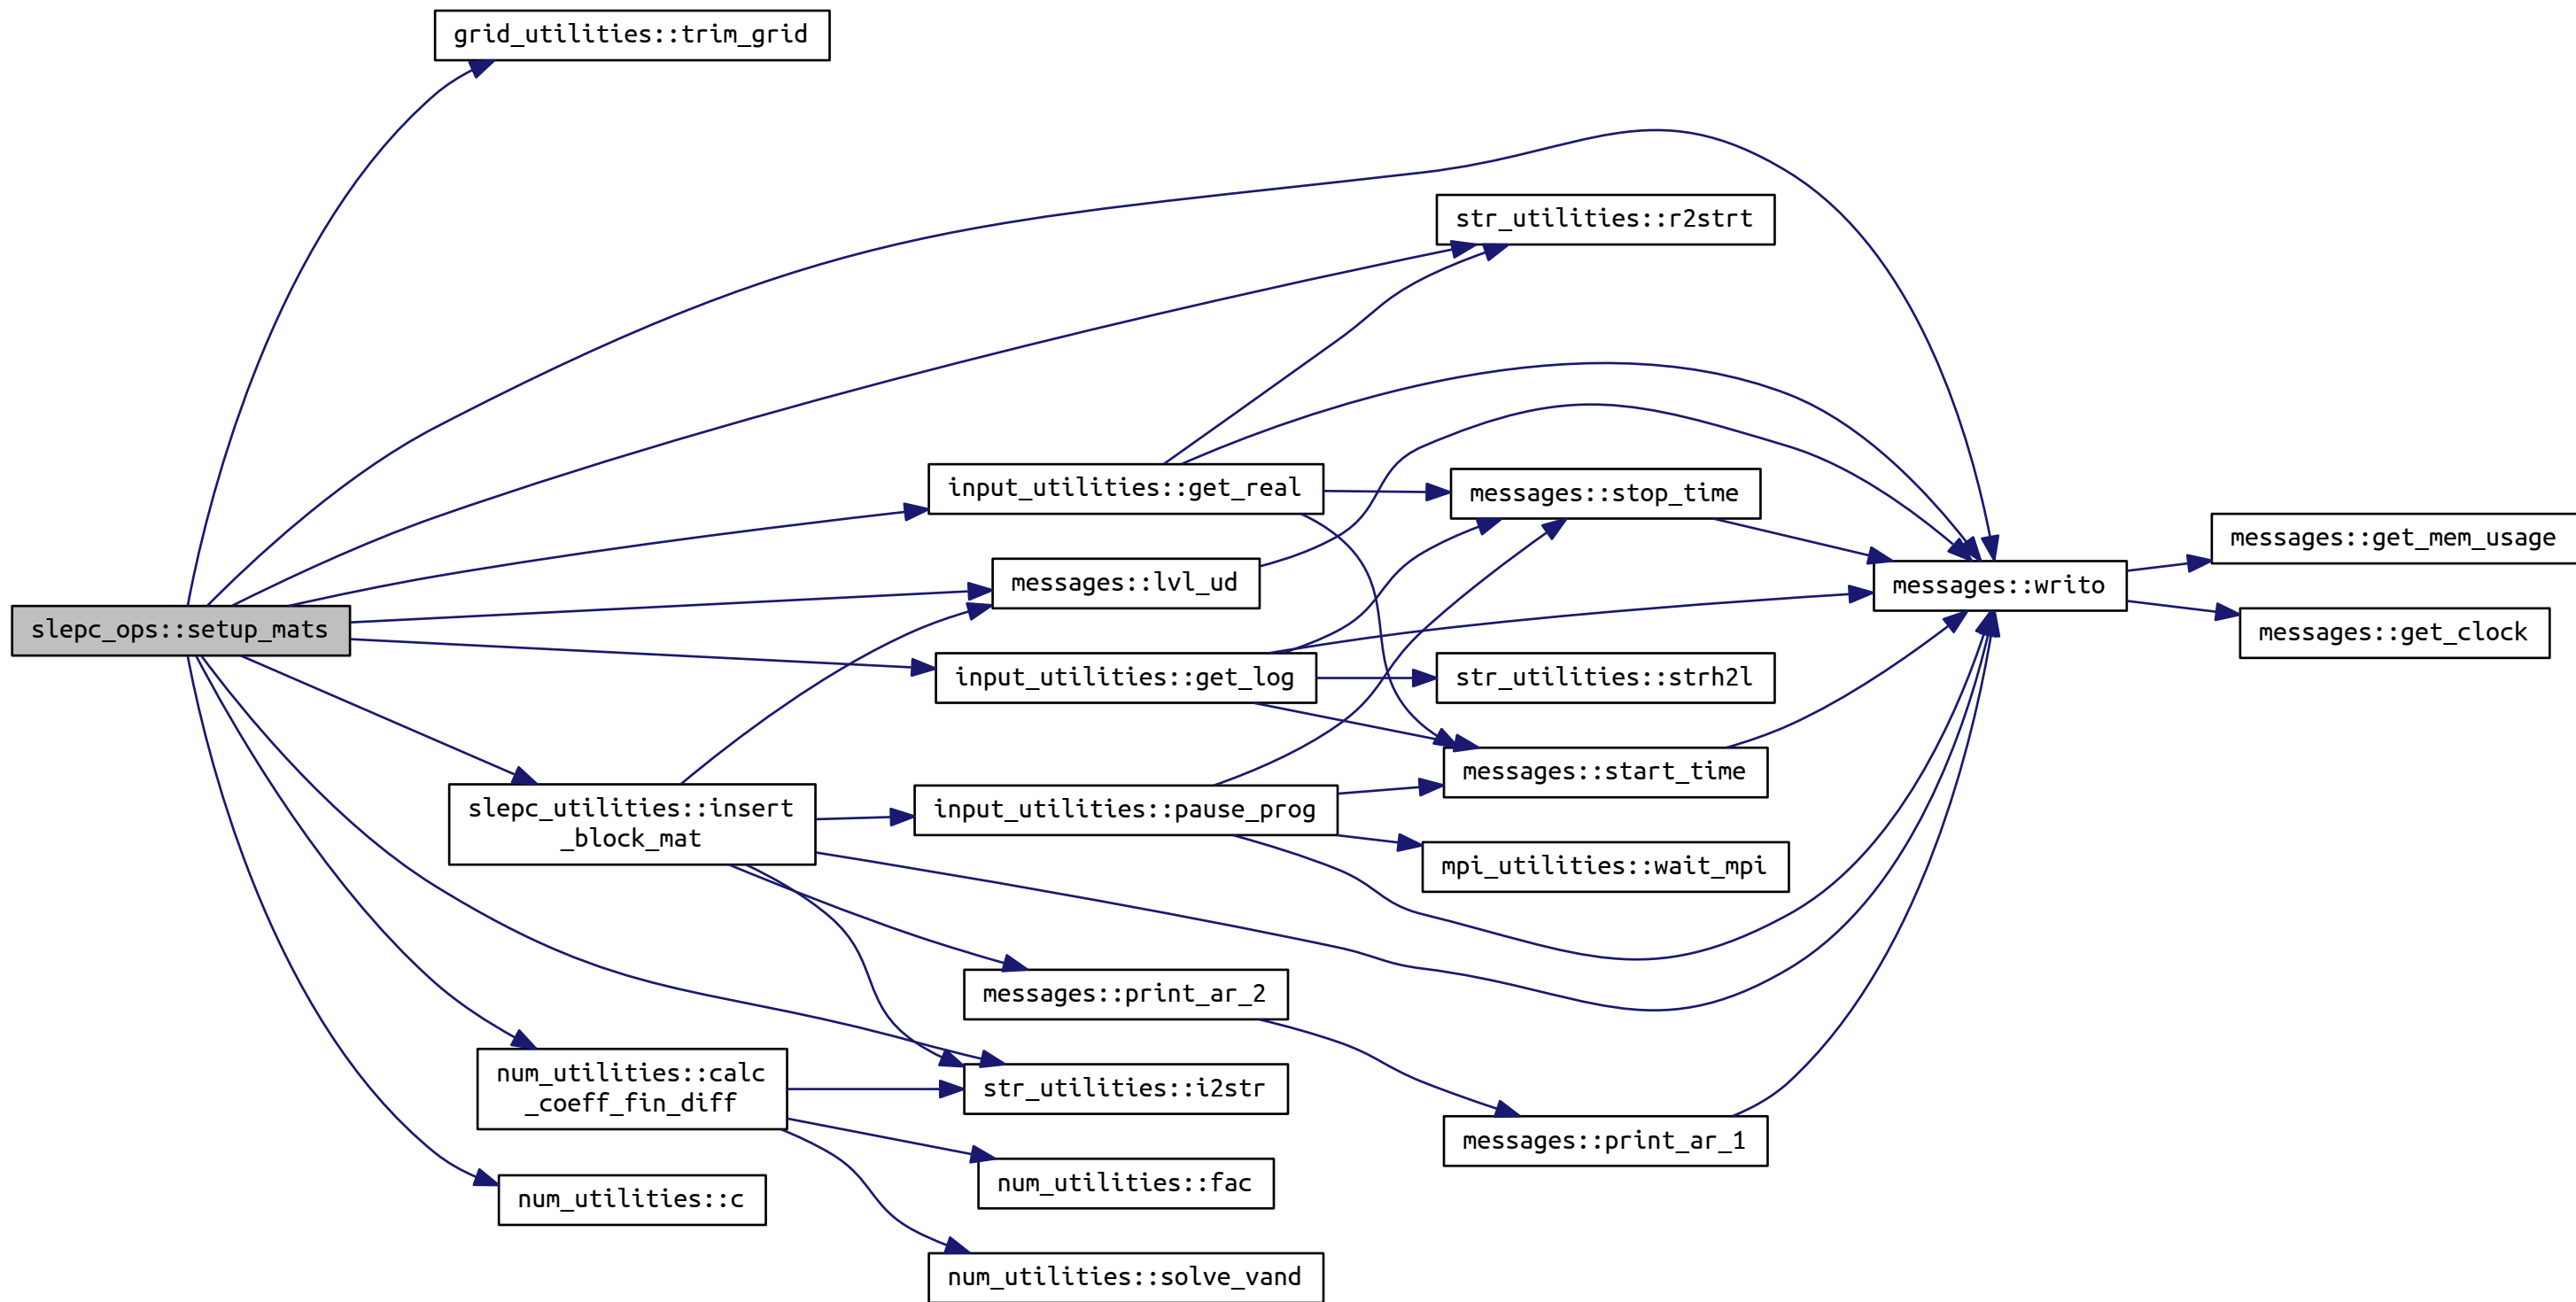 grid_utilities::trim_grid
str_utilities::r2strt
input_utilities::get_real
messages::stop_time
messages::get_mem_usage
messages::lvl_ud
messages::writo
slepc_ops::setup_mats
messages::get_clock
input_utilities::get_log
str_utilities::strh2l
messages::start_time
slepc_utilities::insert
_block_mat
input_utilities::pause_prog
mpi_utilities::wait_mpi
messages::print_ar_2
num_utilities::calc
_coeff_fin_diff
str_utilities::i2str
messages::print_ar_1
num_utilities::fac
num_utilities::c
num_utilities::solve_vand